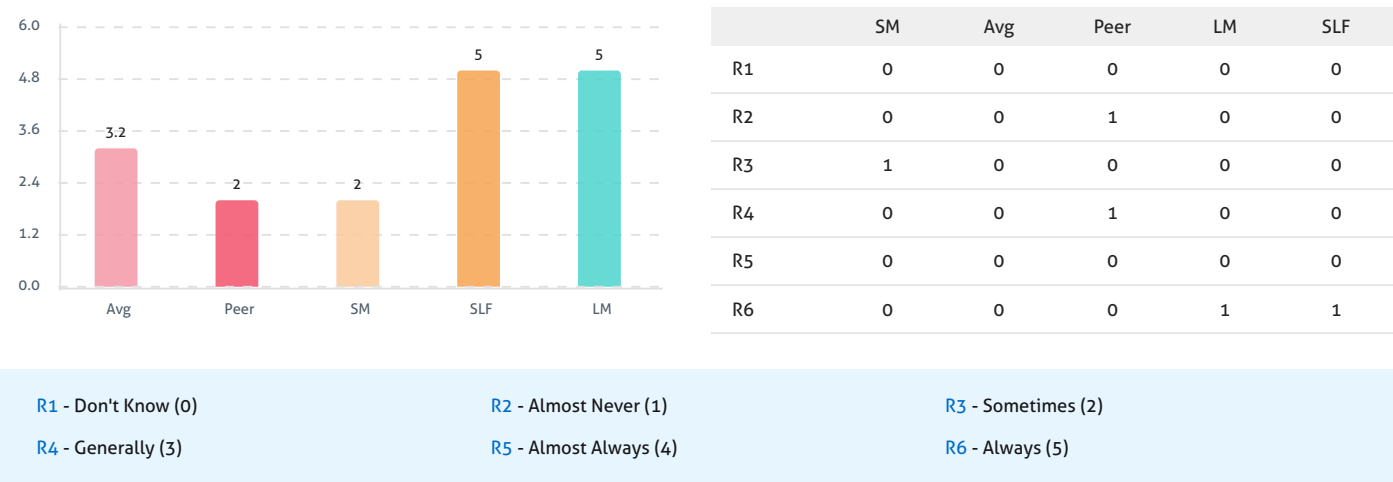 6.0
4.8
3.6
2.4
1.2
0.0
3.2
2
2
5
5
Avg Peer SM SLF LM
SM Avg Peer LM SLF
R1 0 0 0 0 0
R2 0 0 1 0 0
R3 1 0 0 0 0
R4 0 0 1 0 0
R5 0 0 0 0 0
R6 0 0 0 1 1
R1 - Don't Know (0) R2 - Almost Never (1) R3 - Sometimes (2)
R4 - Generally (3) R5 - Almost Always (4) R6 - Always (5)